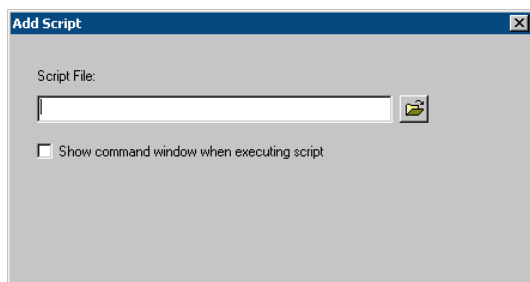 Add Script
Script File:
Show command window when executing script